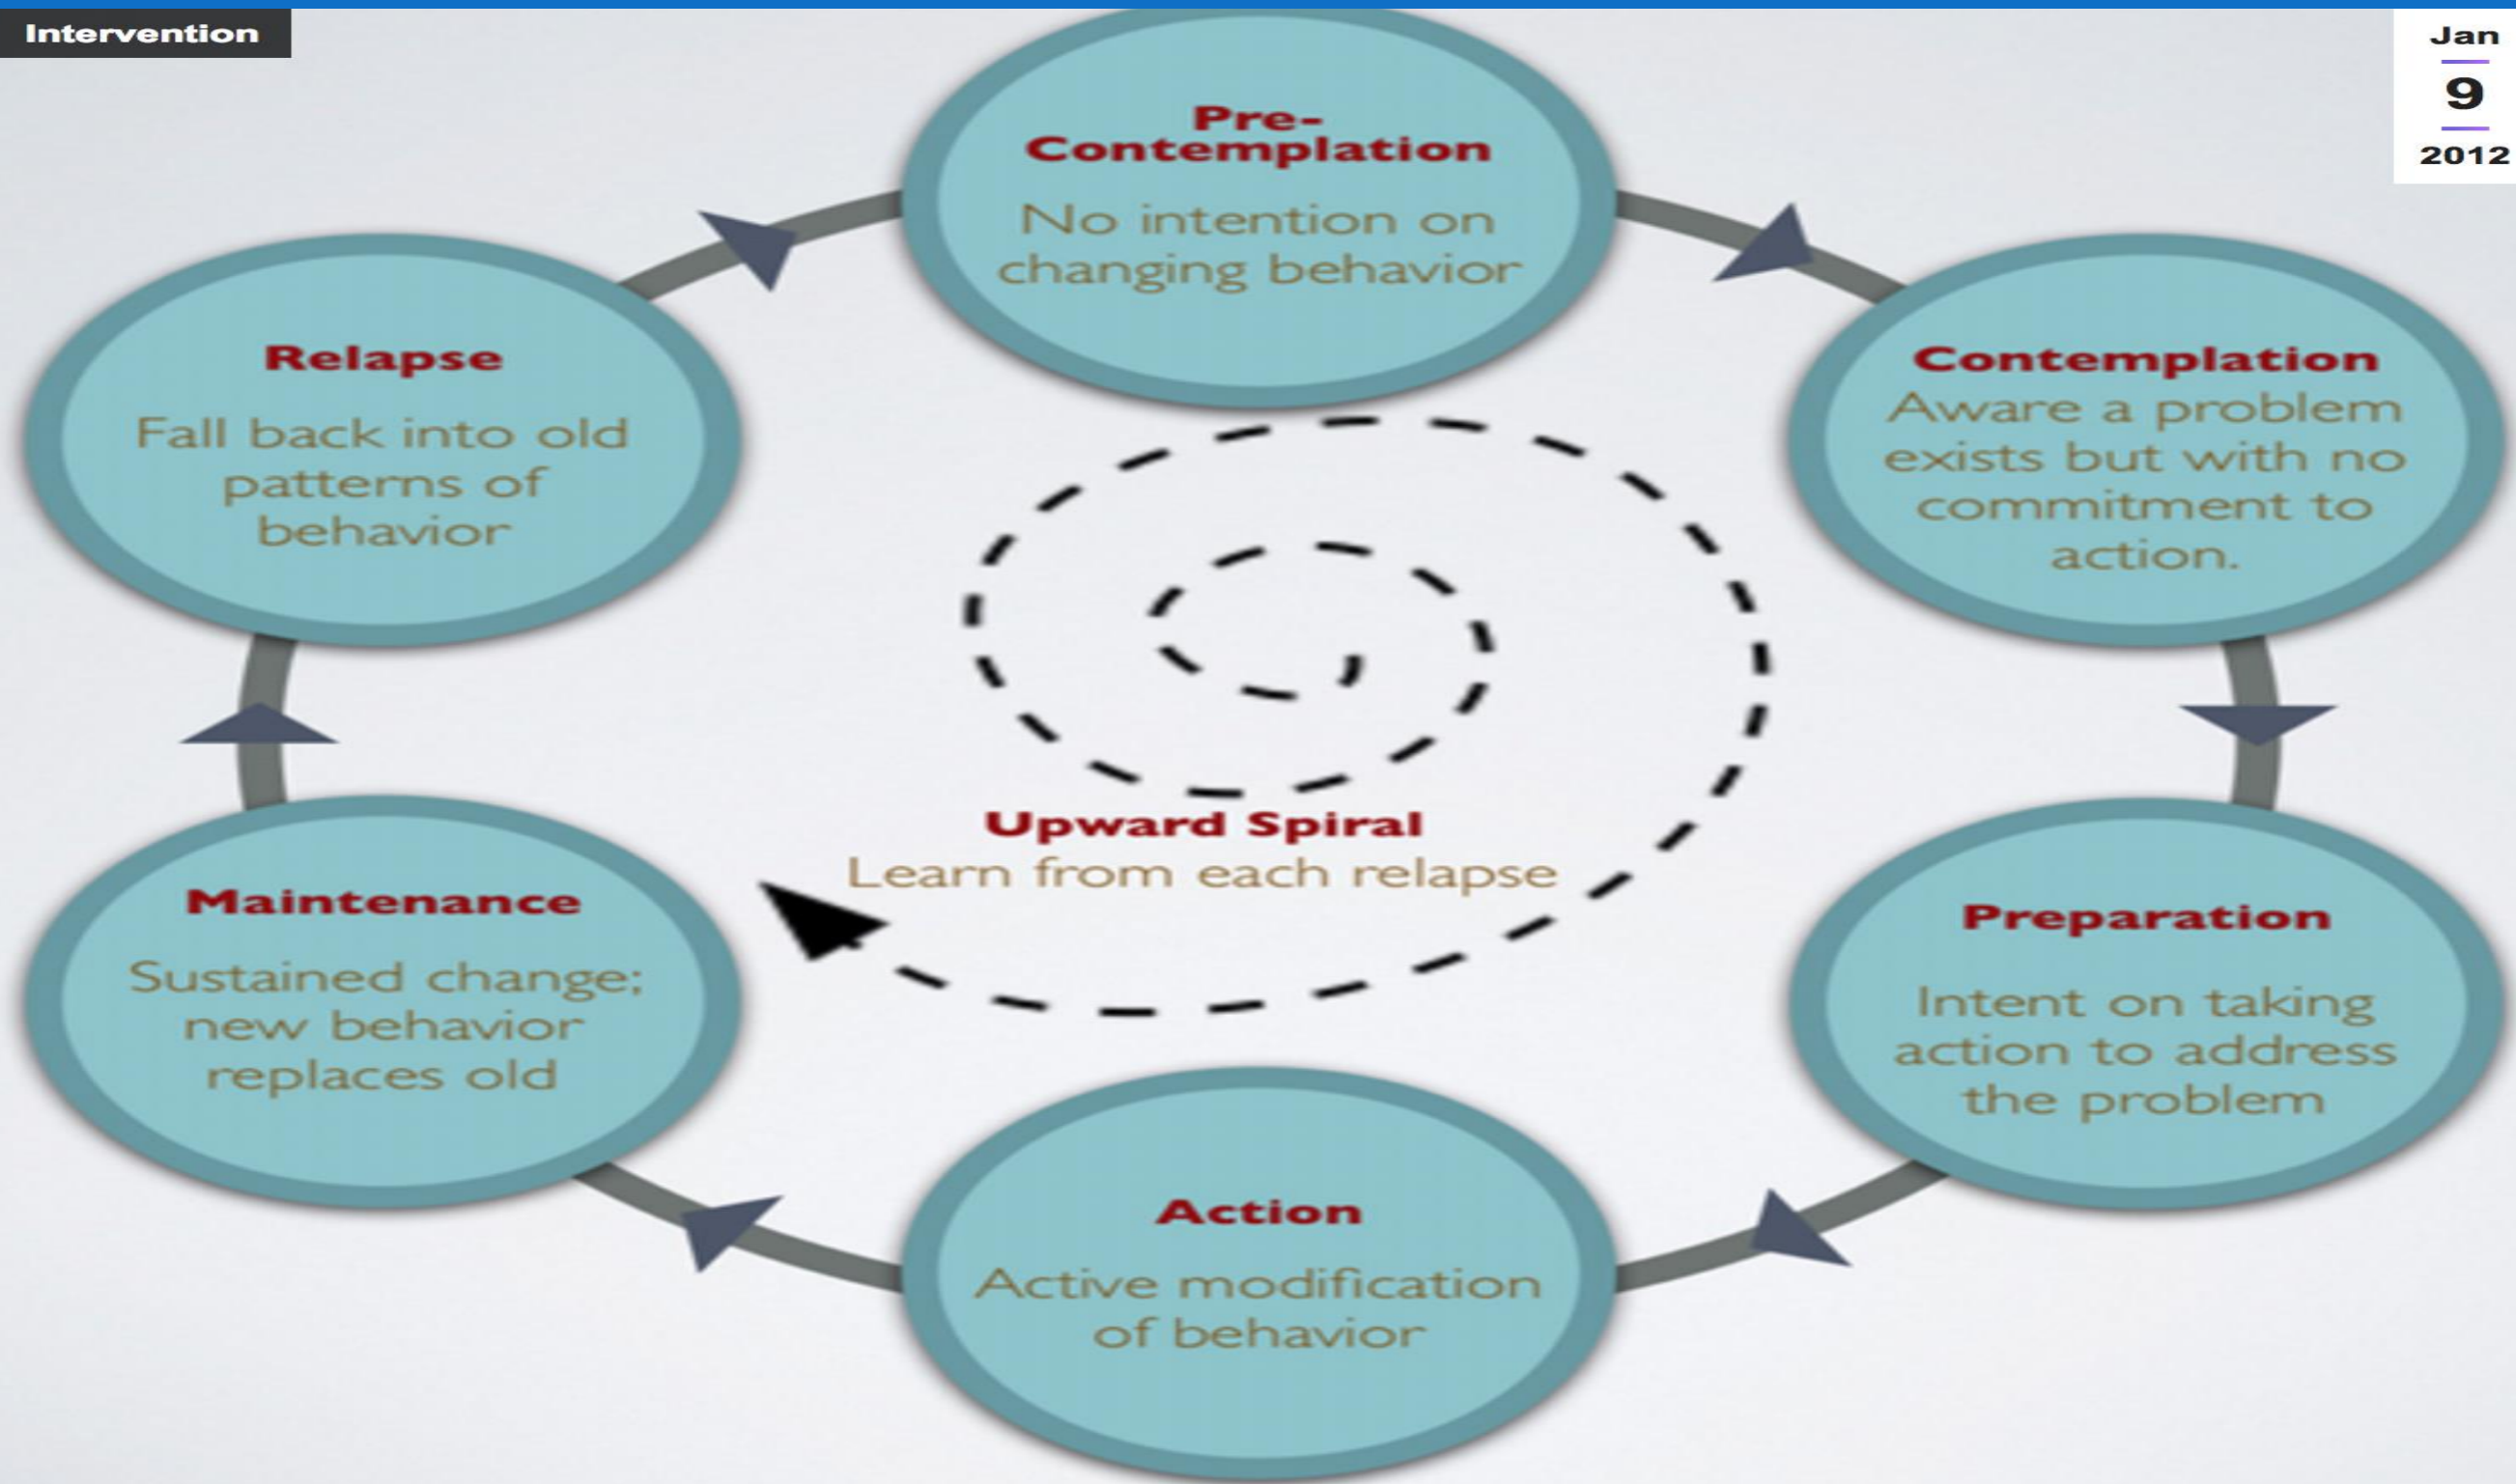 Intervention
Jan
9
2012
Pre-
Contemplation
No intention on
changing behavior
Contemplation
Aware a problem
exists but with no
commitment to
action.
Preparation
Intent on taking
action to address
the problem
Action
Active modification
of behavior
Maintenance
Sustained change;
new behavior
replaces old
Relapse
Fall back into old
patterns of
behavior
Upward Spiral
Learn from each relapse